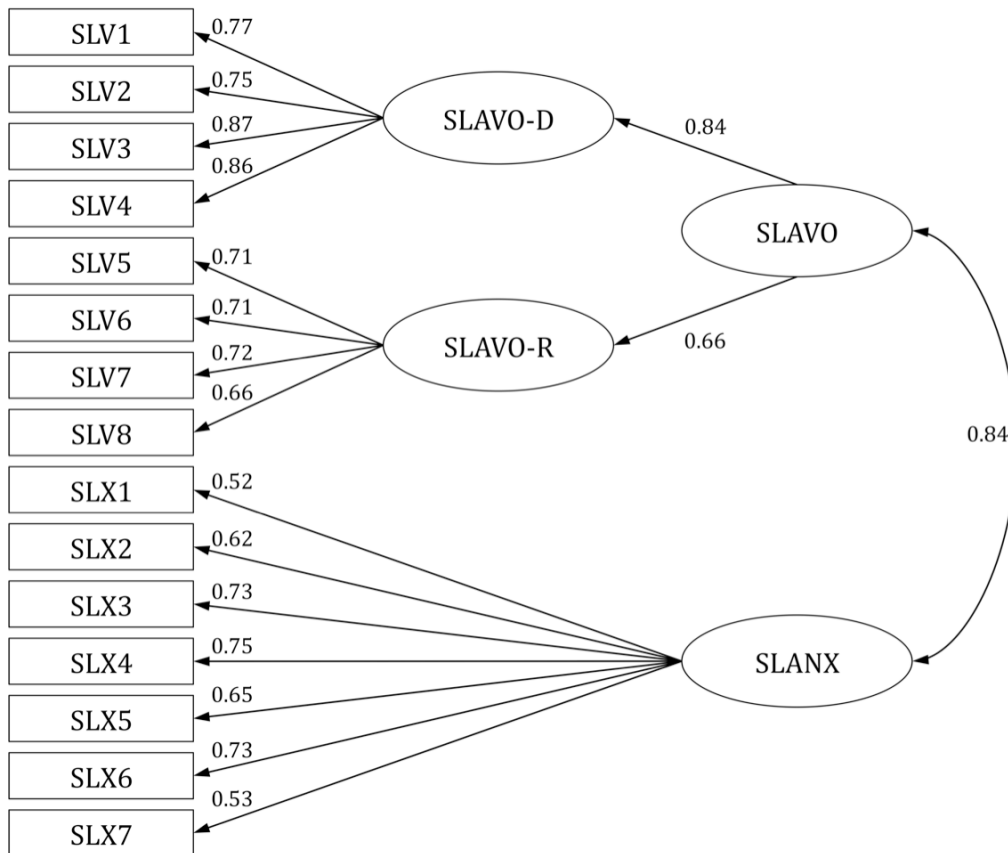 SLV1
0.77
SLV2
0.75
SLV3
0.87
SLV4
0.86
SLAVO-D
0.84
SLAVO
SLV5
0.71
SLV6
0.71
SLV7
0.72
SLV8
0.66
SLAVO-R
0.66
0.84
SLX1
0.52
SLX2
0.62
SLX3
0.73
SLX4
0.75
SLX5
0.65
SLX6
0.73
SLX7
0.53
SLANX